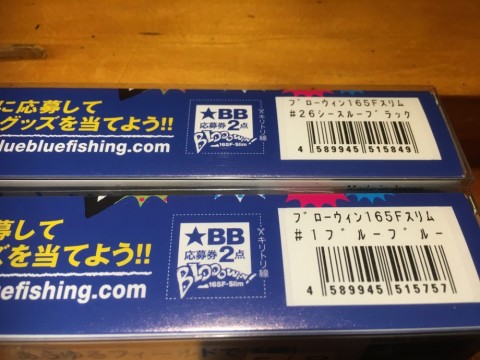 に応募して
グッズを当てよう!!
luebluefishing.com
★BB
応募券2点
BLOOOWIN!
165F-Slim
キリトリ線
ブローウィン165Fスリム
#26シースルーブラック
4 589945 515849
募して
ズを当てよう!!
uefishing.com
★BB
応募券2点
BLOOOWIN!
165F-Slim
キリトリ線
ブローウィン165Fスリム
#1ブルーブルー
4 589945 515757